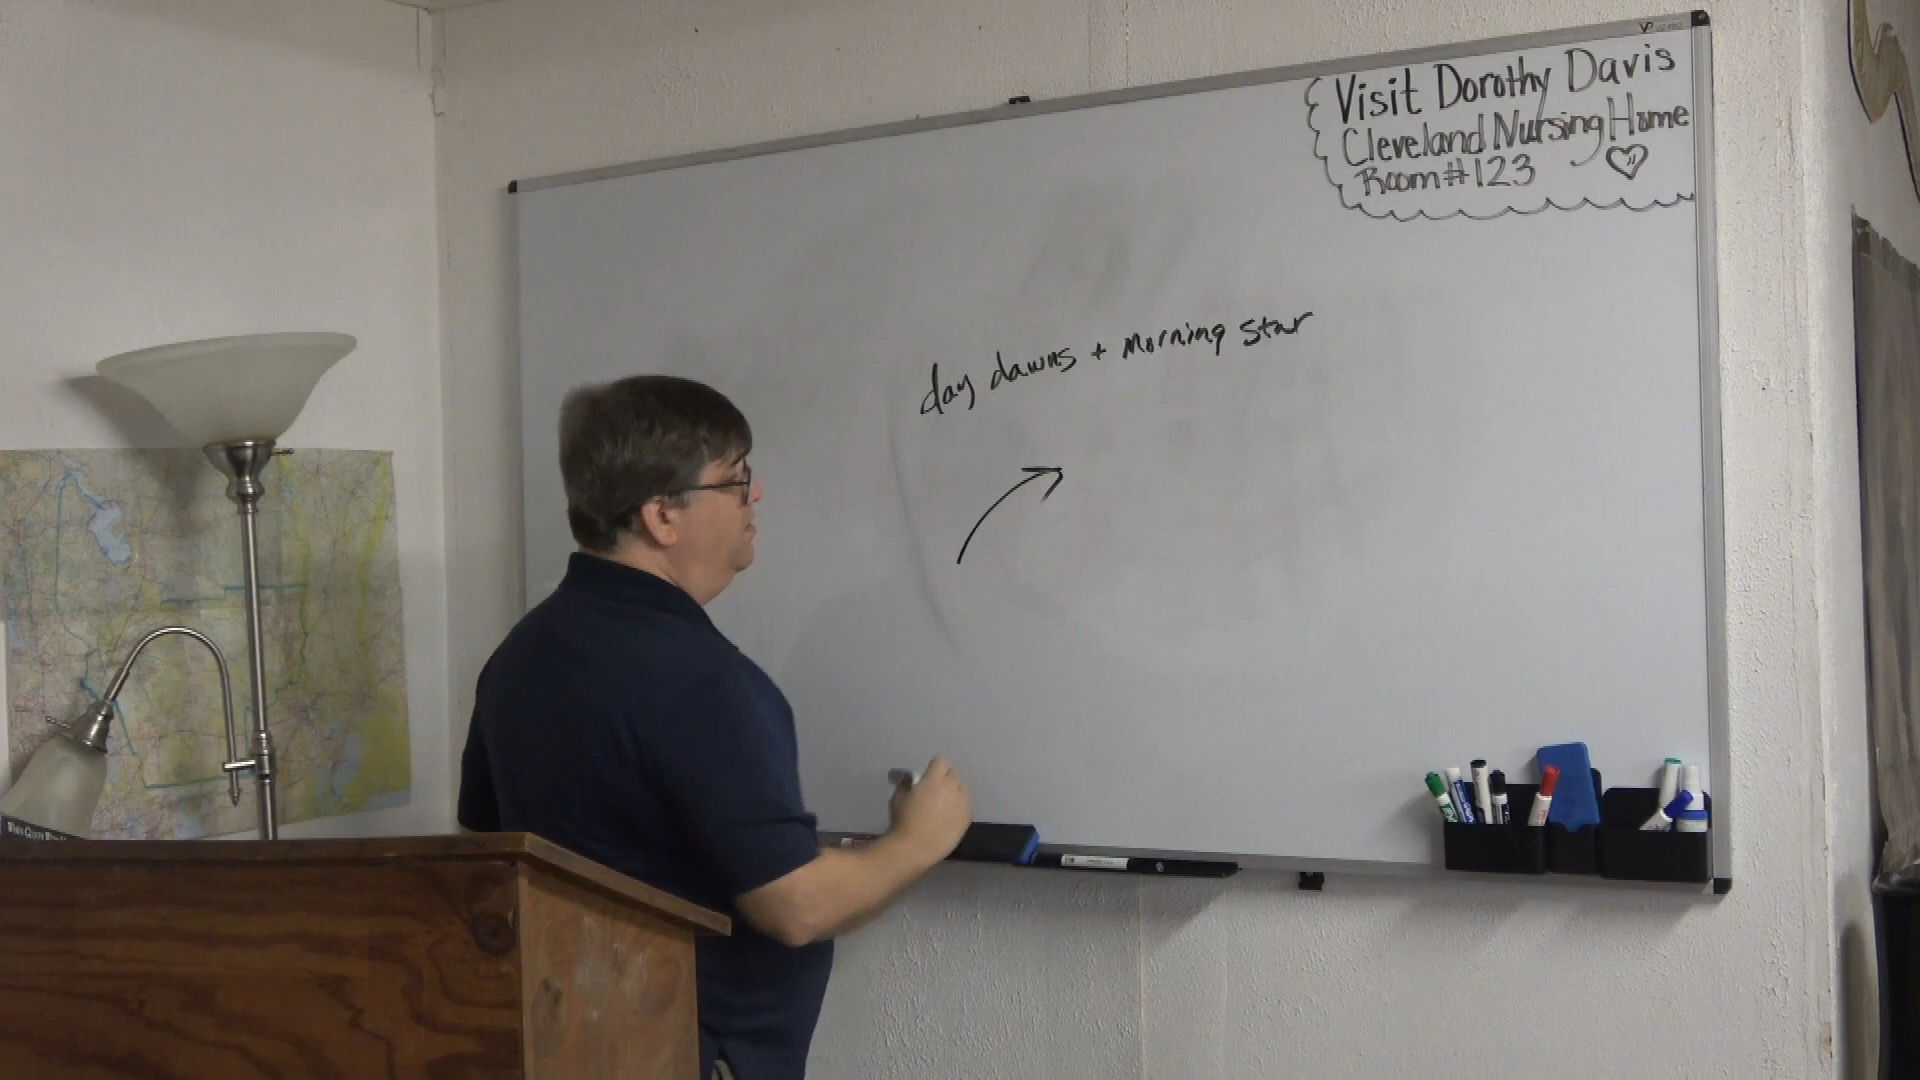 Visit Dorothy Davis
Cleveland Nursing Home
Room #123
day dawns + morning star